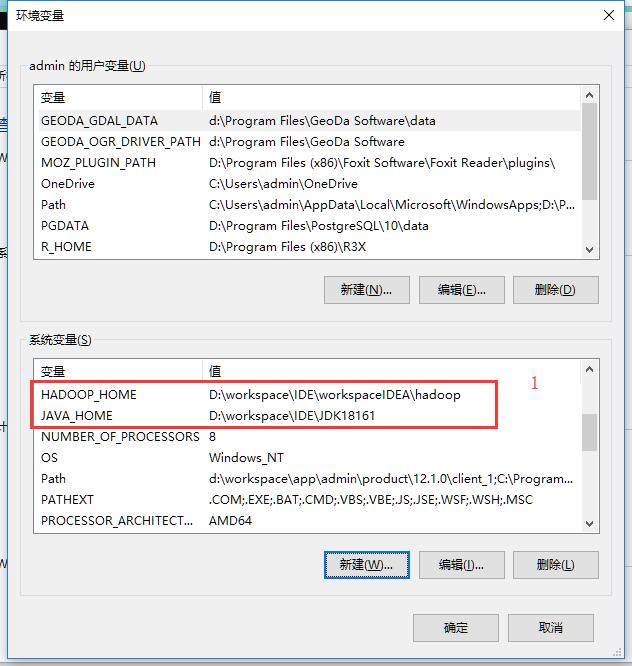 环境变量
admin 的用户变量(U)
变量 值
GEODA_GDAL_DATA d:\Program Files\GeoDa Software\data
GEODA_OGR_DRIVER_PATH d:\Program Files\GeoDa Software
MOZ_PLUGIN_PATH D:\Program Files (x86)\Foxit Software\Foxit Reader\plugins\
OneDrive C:\Users\admin\OneDrive
Path C:\Users\admin\AppData\Local\Microsoft\WindowsApps;D:\P...
PGDATA D:\Program Files\PostgreSQL\10\data
R_HOME D:\Program Files (x86)\R3X
新建(N)... 编辑(E)... 删除(D)
系统变量(S)
变量 值
HADOOP_HOME D:\workspace\IDE\workspaceIDEA\hadoop
1
JAVA_HOME D:\workspace\IDE\JDK18161
NUMBER_OF_PROCESSORS 8
OS Windows_NT
Path d:\workspace\app\admin\product\12.1.0\client_1;C:\Program...
PATHEXT .COM;.EXE;.BAT;.CMD;.VBS;.VBE;.JS;.JSE;.WSF;.WSH;.MSC
PROCESSOR_ARCHITECT... AMD64
新建(W)... 编辑(I)... 删除(L)
确定 取消